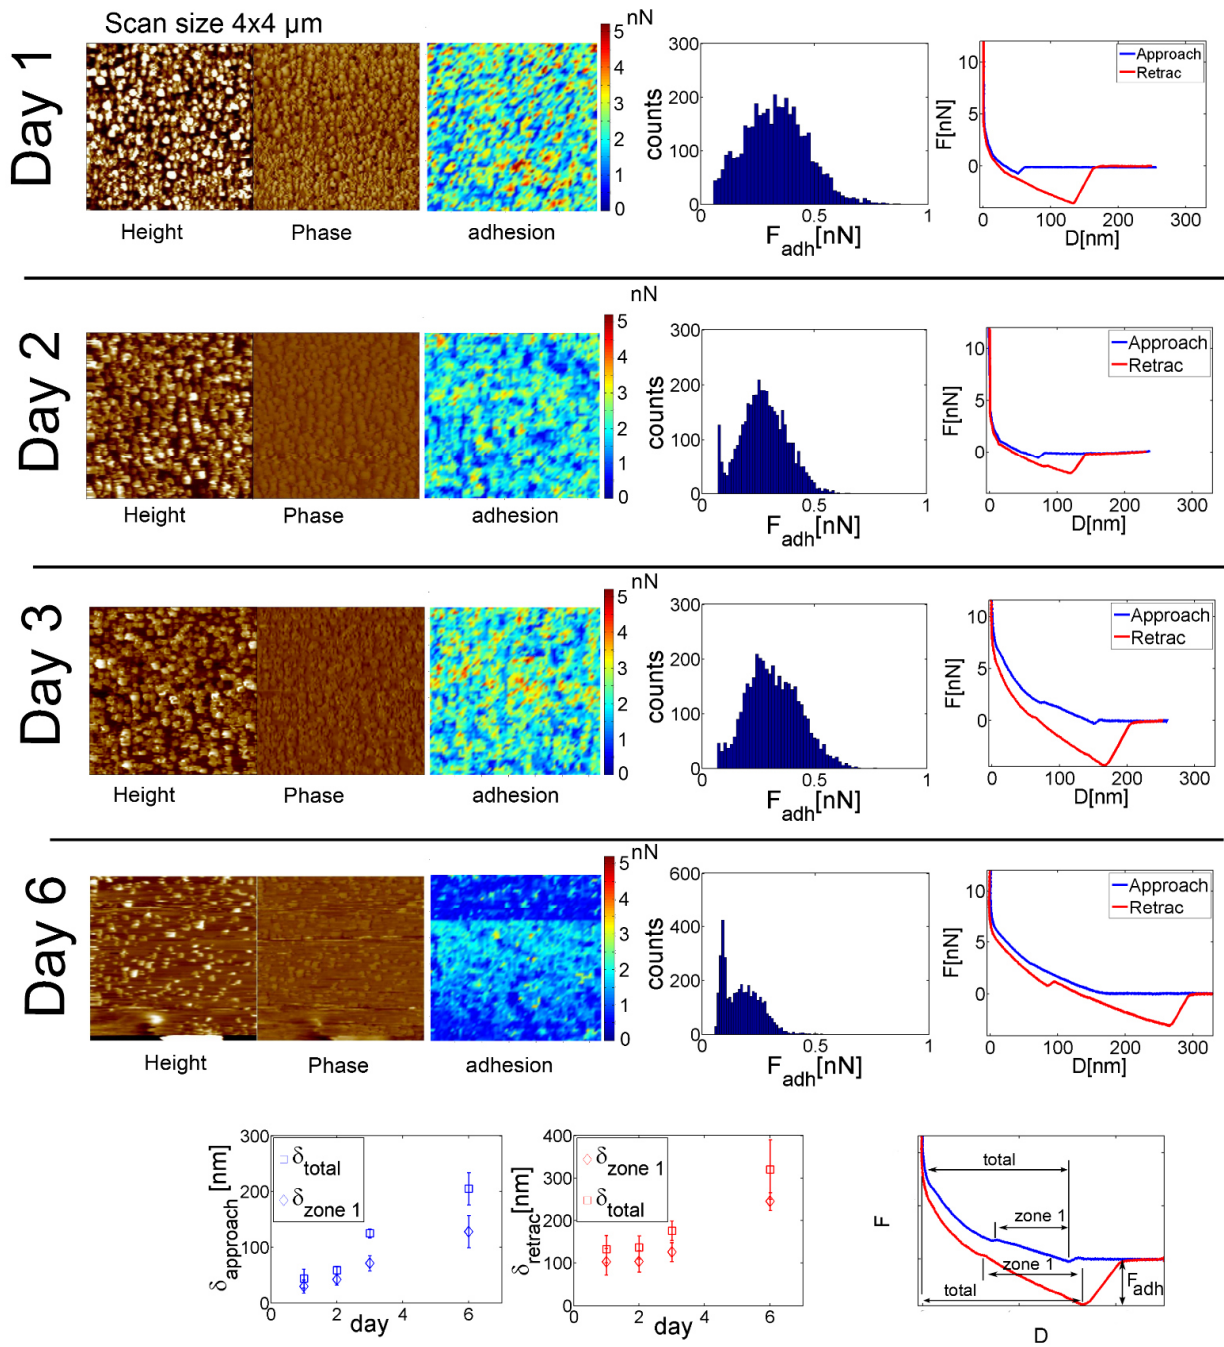 Scan size 4x4 µm
Day 1
nN
5
4
3
2
1
0
Height
Phase
adhesion
counts
300
200
100
0
0 0.5 1
F_adh[nN]
F[nN]
10
5
0
0 100 200 300
D[nm]
Approach
Retrac
Day 2
nN
5
4
3
2
1
0
Height
Phase
adhesion
counts
300
200
100
0
0 0.5 1
F_adh[nN]
F[nN]
10
5
0
0 100 200 300
D[nm]
Approach
Retrac
Day 3
nN
5
4
3
2
1
0
Height
Phase
adhesion
counts
300
200
100
0
0 0.5 1
F_adh[nN]
F[nN]
10
5
0
0 100 200 300
D[nm]
Approach
Retrac
Day 6
nN
5
4
3
2
1
0
Height
Phase
adhesion
counts
600
400
200
0
0 0.5 1
F_adh[nN]
F[nN]
10
5
0
0 100 200 300
D[nm]
Approach
Retrac
δ_approach [nm]
300
200
100
0
0 2 4 6
day
δ_total
δ_zone 1
δ_retrac[nm]
400
300
200
100
0
0 2 4 6
day
δ_zone 1
δ_total
F
total
zone 1
zone 1
total
F_adh
D